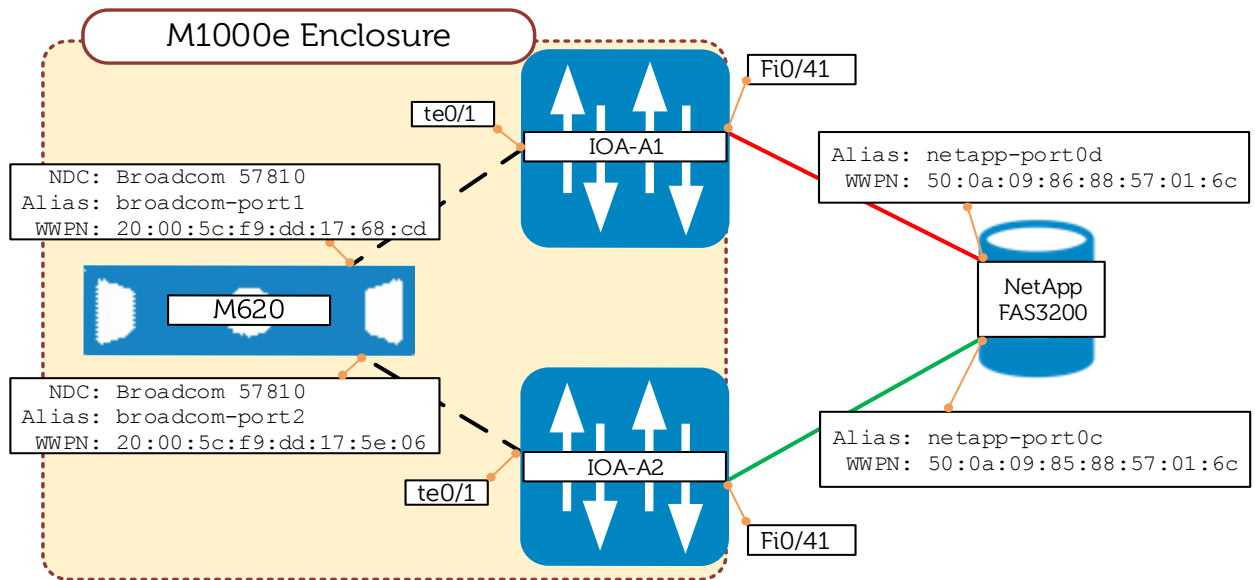 M1000e Enclosure
Fi0/41
te0/1
IOA-A1
Alias: netapp-port0d
WWPN: 50:0a:09:86:88:57:01:6c
NDC: Broadcom 57810
Alias: broadcom-port1
WWPN: 20:00:5c:f9:dd:17:68:cd
M620
NetApp
FAS3200
NDC: Broadcom 57810
Alias: broadcom-port2
WWPN: 20:00:5c:f9:dd:17:5e:06
Alias: netapp-port0c
WWPN: 50:0a:09:85:88:57:01:6c
IOA-A2
te0/1
Fi0/41